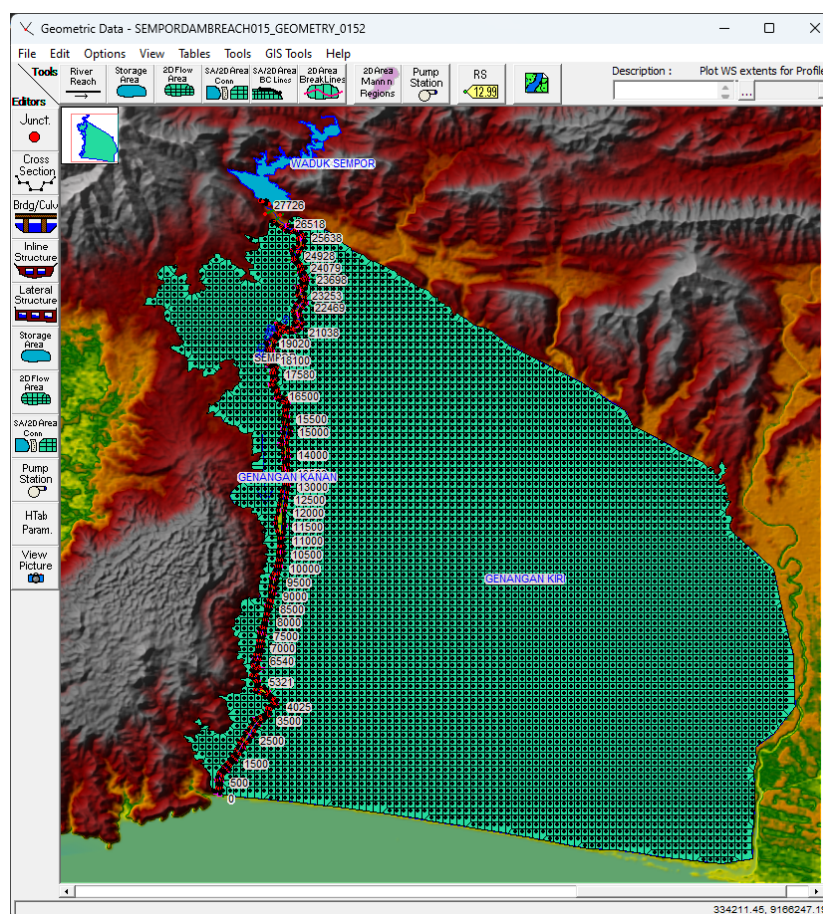 Geometric Data - SEMPORDAMBREACH015_GEOMETRY_0152
File Edit Options View Tables Tools GIS Tools Help
Tools
Editors
River
Reach
Storage
Area
2D Flow
Area
SA/2D Area
Conn
SA/2D Area
BC Lines
2D Area
BreakLines
2D Area
Mann n
Regions
Pump
Station
RS
12.99
Description :
Plot WS extents for Profile
...
Junct.
Cross
Section
Brdg/Culv
Inline
Structure
Lateral
Structure
Storage
Area
2D Flow
Area
SA/2D Area
Conn
Pump
Station
HTab
Param.
View
Picture
WADUK SEMPOR
27726
26518
25638
24928
24079
23698
23253
22469
21038
19020
18100
17580
16500
15500
15000
14000
GENANGAN KANAN
13000
12500
12000
11500
11000
10500
10000
9500
9000
8500
8000
7500
7000
6540
5321
4025
3500
2500
1500
500
0
GENANGAN KIRI
334211.45, 9166247.19